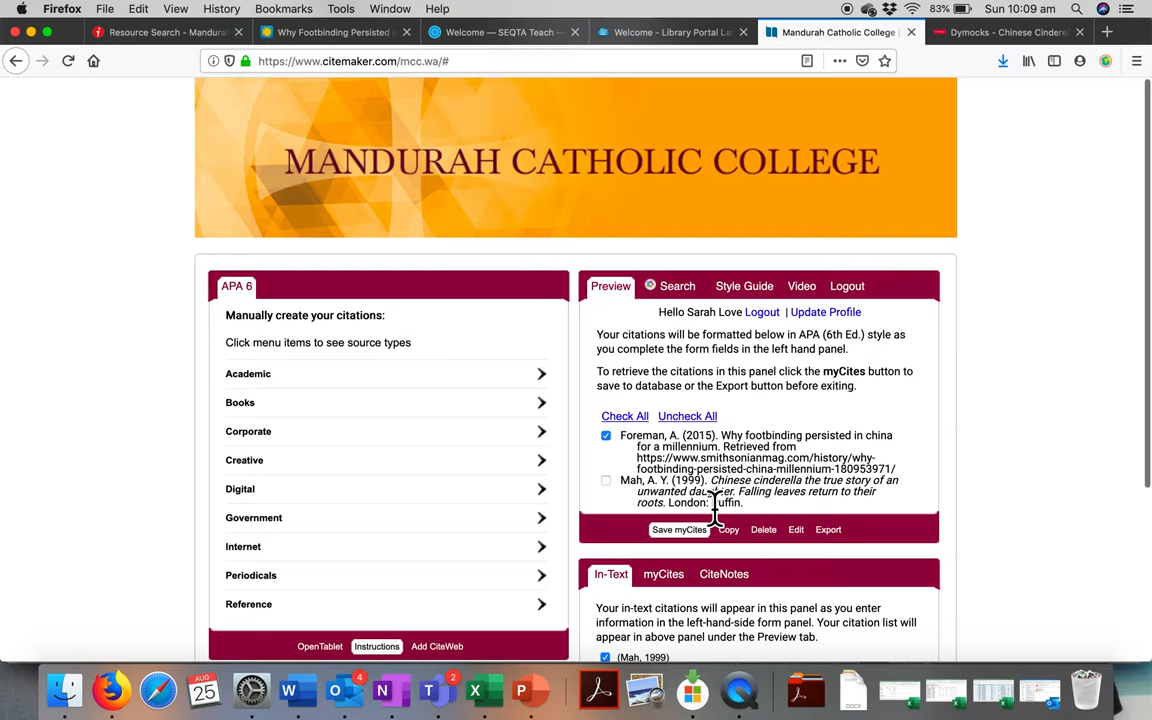 Firefox File Edit View History Bookmarks Tools Window Help 83% Sun 10:09 am
Resource Search - Mandura Why Footbinding Persisted in Welcome — SEQTA Teach — Welcome - Library Portal Lan Mandurah Catholic College Dymocks - Chinese Cinderel
https://www.citemaker.com/mcc.wa/#
MANDURAH CATHOLIC COLLEGE
APA 6
Manually create your citations:
Click menu items to see source types
Academic
Books
Corporate
Creative
Digital
Government
Internet
Periodicals
Reference
OpenTablet Instructions Add CiteWeb
Preview Search Style Guide Video Logout
Hello Sarah Love Logout | Update Profile
Your citations will be formatted below in APA (6th Ed.) style as
you complete the form fields in the left hand panel.
To retrieve the citations in this panel click the myCites button to
save to database or the Export button before exiting.
Check All Uncheck All
Foreman, A. (2015). Why footbinding persisted in china
for a millennium. Retrieved from
https://www.smithsonianmag.com/history/why-
footbinding-persisted-china-millennium-180953971/
Mah, A. Y. (1999). Chinese cinderella the true story of an
unwanted daughter. Falling leaves return to their
roots. London: Puffin.
Save myCites Copy Delete Edit Export
In-Text myCites CiteNotes
Your in-text citations will appear in this panel as you enter
information in the left-hand-side form panel. Your citation list will
appear in above panel under the Preview tab.
(Mah, 1999)
AUG
25
4
2
DOCX